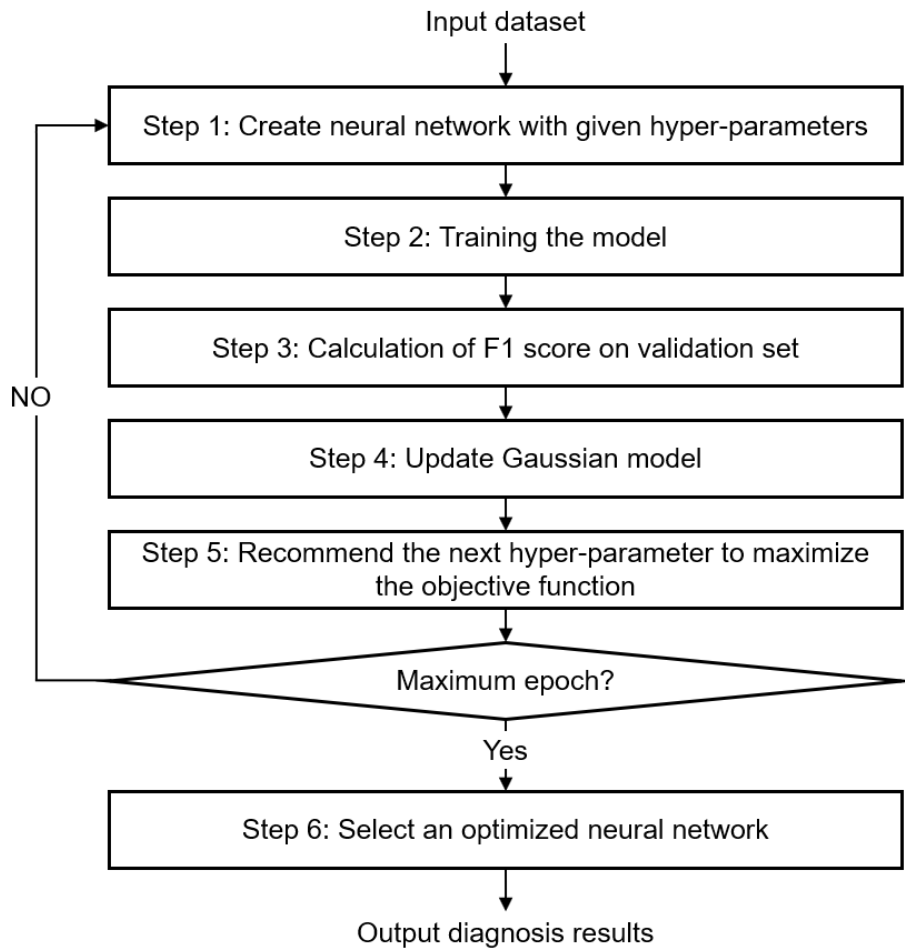 Input dataset
Step 1: Create neural network with given hyper-parameters
Step 2: Training the model
Step 3: Calculation of F1 score on validation set
NO
Step 4: Update Gaussian model
Step 5: Recommend the next hyper-parameter to maximize
the objective function
Maximum epoch?
Yes
Step 6: Select an optimized neural network
Output diagnosis results